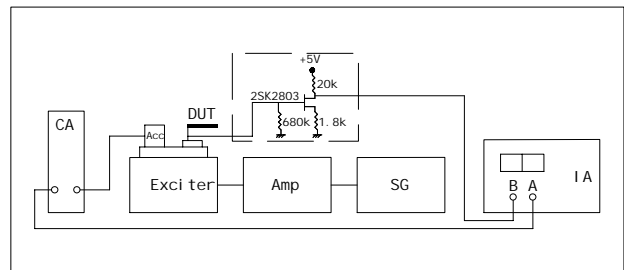 +5V
20k
2SK2803
DUT
680k
1.8k
CA
Acc
Exciter
Amp
SG
B A
IA